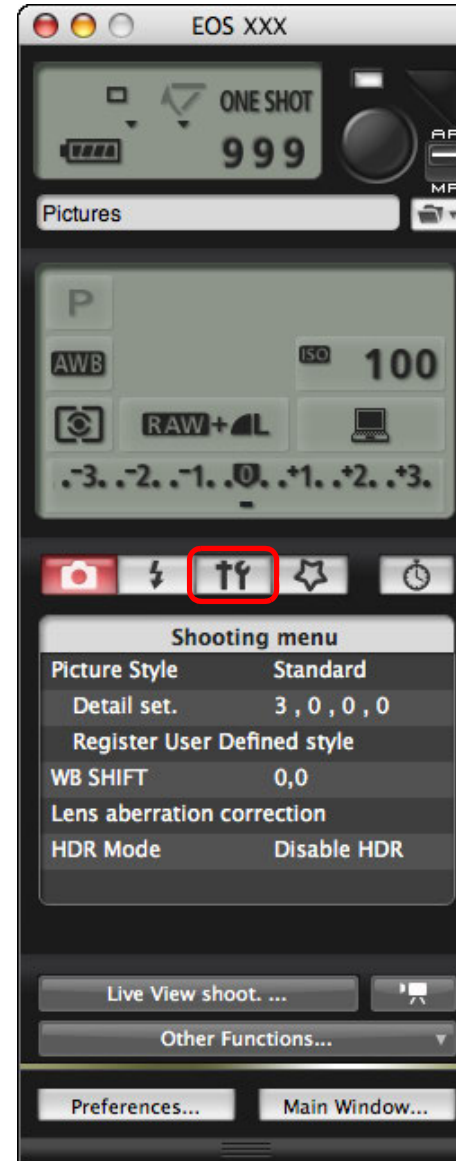 EOS XXX
ONE SHOT
999
AF
MF
Pictures
P
AWB
ISO 100
RAW+L
.-3. .-2. .-1. .0. .+1. .+2. .+3.
Shooting menu
Picture Style Standard
Detail set. 3 , 0 , 0 , 0
Register User Defined style
WB SHIFT 0,0
Lens aberration correction
HDR Mode Disable HDR
Live View shoot. ...
Other Functions...
Preferences... Main Window...